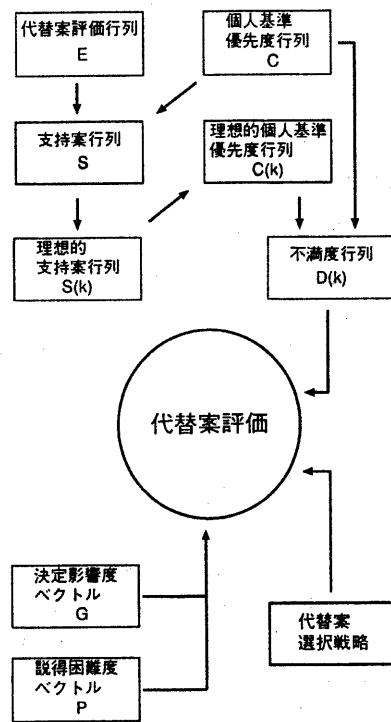 代替案評価行列
E
個人基準
優先度行列
C
支持案行列
S
理想的個人基準
優先度行列
C(k)
理想的
支持案行列
S(k)
不満度行列
D(k)
代替案評価
決定影響度
ベクトル
G
説得困難度
ベクトル
P
代替案
選択戦略